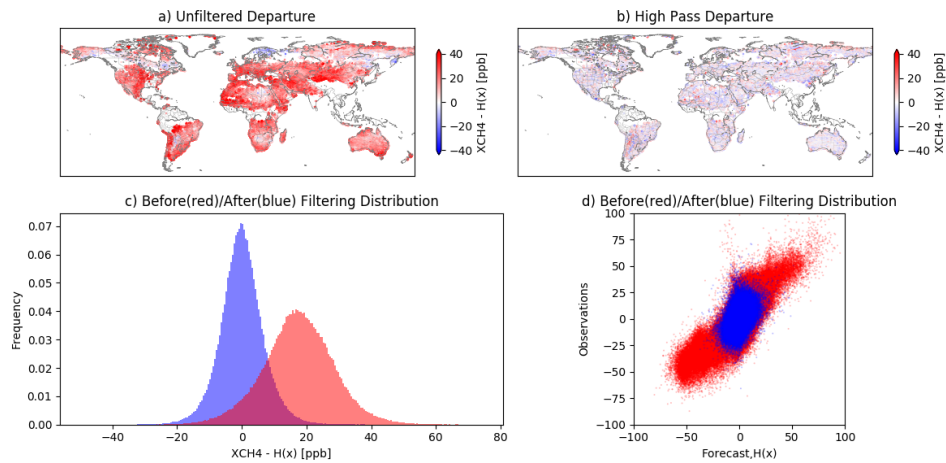 a) Unfiltered Departure
40
20
0
−20
−40
XCH4 - H(x) [ppb]
b) High Pass Departure
40
20
0
−20
−40
XCH4 - H(x) [ppb]
c) Before(red)/After(blue) Filtering Distribution
0.07
0.06
0.05
0.04
0.03
0.02
0.01
0.00
Frequency
−40 −20 0 20 40 60 80
XCH4 - H(x) [ppb]
d) Before(red)/After(blue) Filtering Distribution
100
75
50
25
0
−25
−50
−75
−100
Observations
−100 −50 0 50 100
Forecast,H(x)